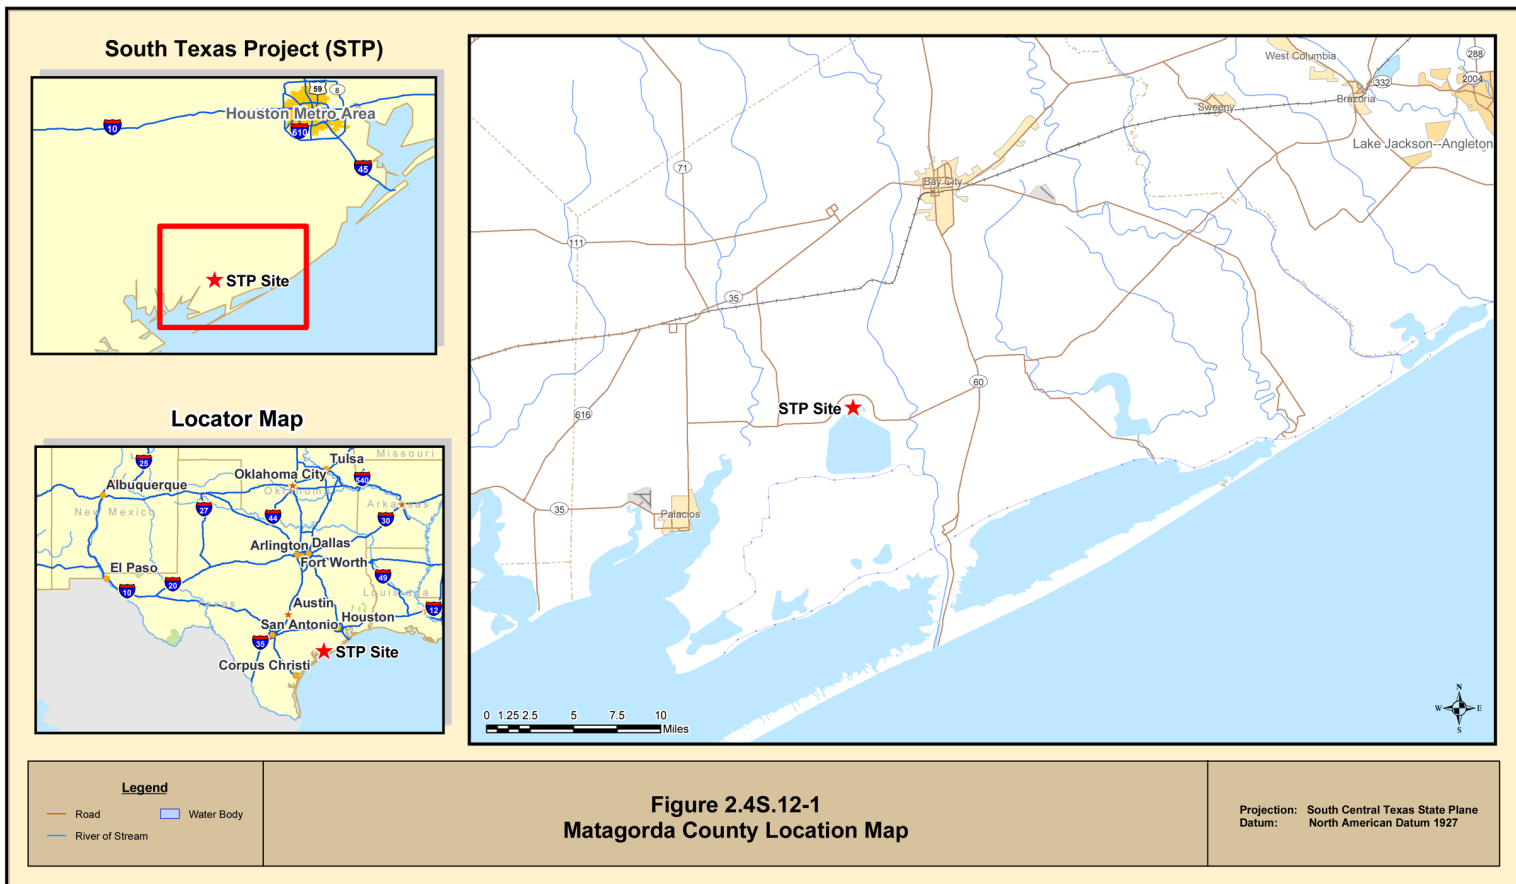 South Texas Project (STP)
59
8
Houston Metro Area
10
610
45
STP Site
Locator Map
Missouri
25
Tulsa
Oklahoma City
540
Albuquerque
Oklahoma
Arkansas
New Mexico
27
44
30
Arlington
Dallas
Fort Worth
El Paso
20
49
10
Louisiana
Texas
Austin
12
San Antonio
Houston
35
STP Site
Corpus Christi
West Columbia
288
332
2004
Brazoria
Sweeny
Lake Jackson--Angleton
71
Bay City
111
35
60
STP Site
616
35
Palacios
N
W
E
S
0 1.25 2.5 5 7.5 10
Miles
Legend
Road
Water Body
River of Stream
Figure 2.4S.12-1
Matagorda County Location Map
Projection: South Central Texas State Plane
Datum: North American Datum 1927